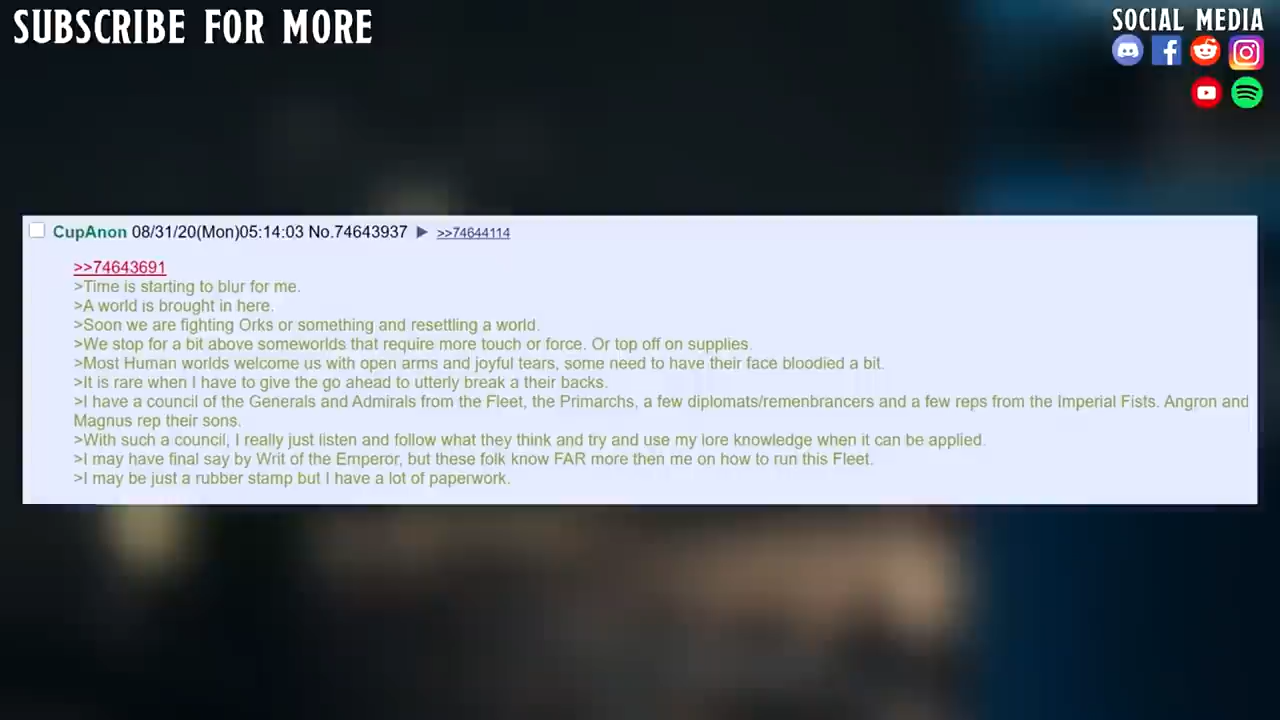 SUBSCRIBE FOR MORE
SOCIAL MEDIA
CupAnon 08/31/20(Mon)05:14:03 No.74643937 ▶ >>74644114
>>74643691
>Time is starting to blur for me.
>A world is brought in here.
>Soon we are fighting Orks or something and resettling a world.
>We stop for a bit above someworlds that require more touch or force. Or top off on supplies.
>Most Human worlds welcome us with open arms and joyful tears, some need to have their face bloodied a bit.
>It is rare when I have to give the go ahead to utterly break a their backs.
>I have a council of the Generals and Admirals from the Fleet, the Primarchs, a few diplomats/remenbrancers and a few reps from the Imperial Fists. Angron and
Magnus rep their sons.
>With such a council, I really just listen and follow what they think and try and use my lore knowledge when it can be applied.
>I may have final say by Writ of the Emperor, but these folk know FAR more then me on how to run this Fleet.
>I may be just a rubber stamp but I have a lot of paperwork.